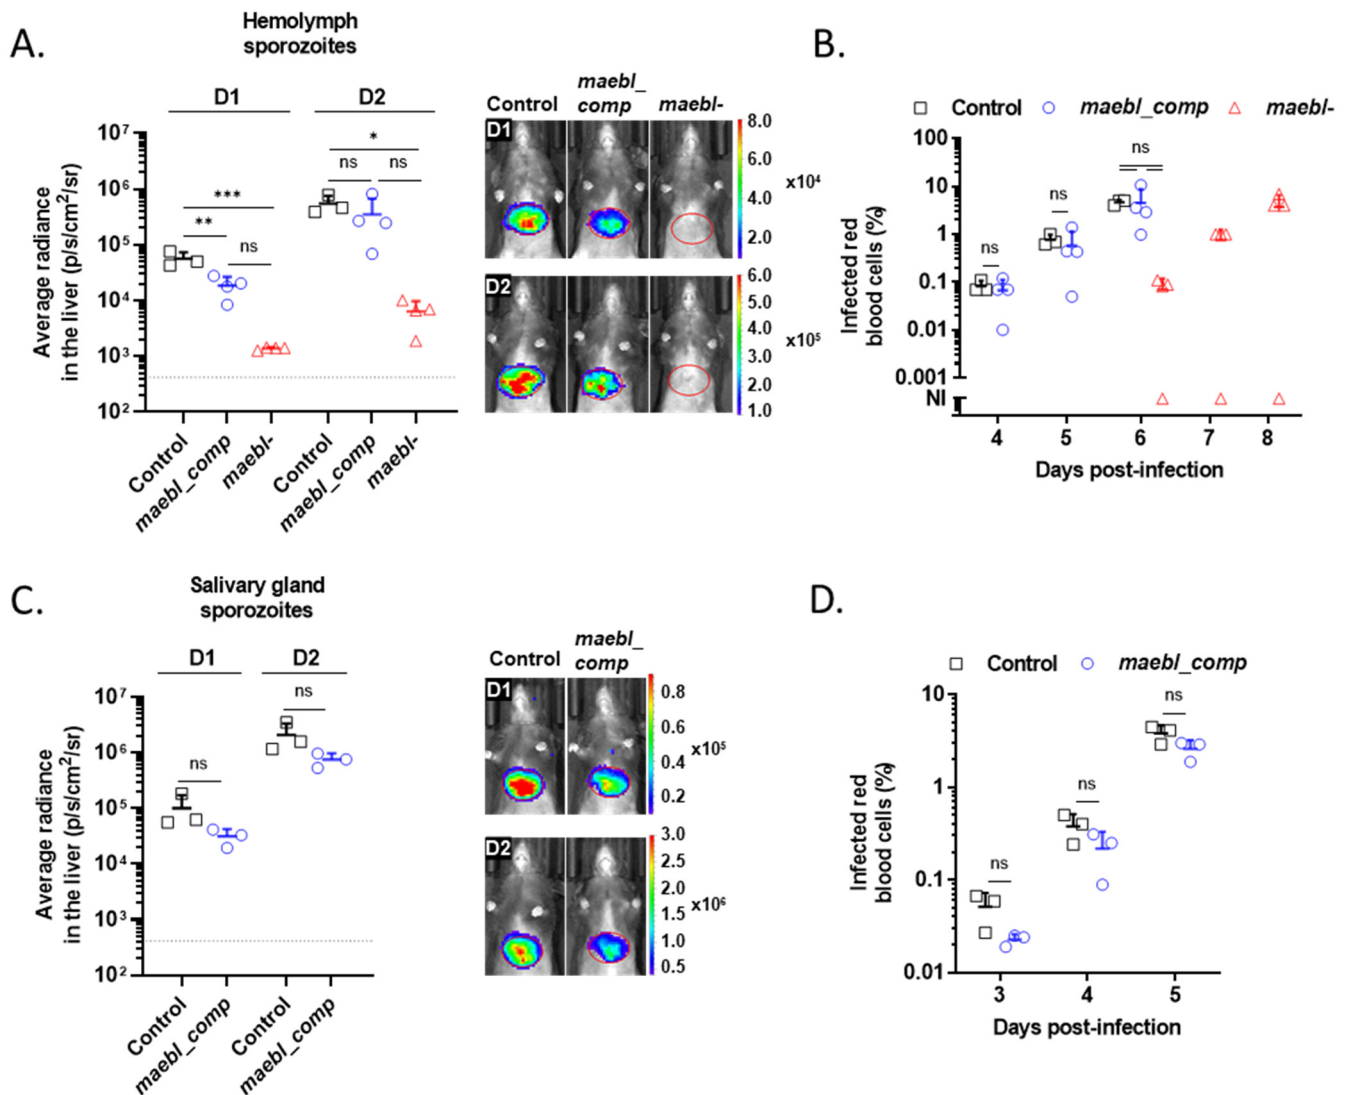 A.
Hemolymph
sporozoites
D1
D2
Average radiance
in the liver (p/s/cm²/sr)
10⁷
10⁶
10⁵
10⁴
10³
10²
***
**
ns
*
ns
ns
Control
maebl_comp
maebl-
Control
maebl_comp
maebl-
Control
maebl_
comp
maebl-
D1
8.0
6.0
4.0
2.0
x10⁴
D2
6.0
5.0
4.0
3.0
2.0
1.0
x10⁵
B.
Control
maebl_comp
maebl-
Infected red
blood cells (%)
100
10
1
0.1
0.01
0.001
NI
ns
ns
ns
4 5 6 7 8
Days post-infection
C.
Salivary gland
sporozoites
D1
D2
Average radiance
in the liver (p/s/cm²/sr)
10⁷
10⁶
10⁵
10⁴
10³
10²
ns
ns
Control
maebl_comp
Control
maebl_comp
Control
maebl_
comp
D1
0.8
0.6
0.4
0.2
x10⁵
D2
3.0
2.5
2.0
1.5
1.0
0.5
x10⁶
D.
Control
maebl_comp
Infected red
blood cells (%)
10
1
0.1
0.01
ns
ns
ns
3 4 5
Days post-infection